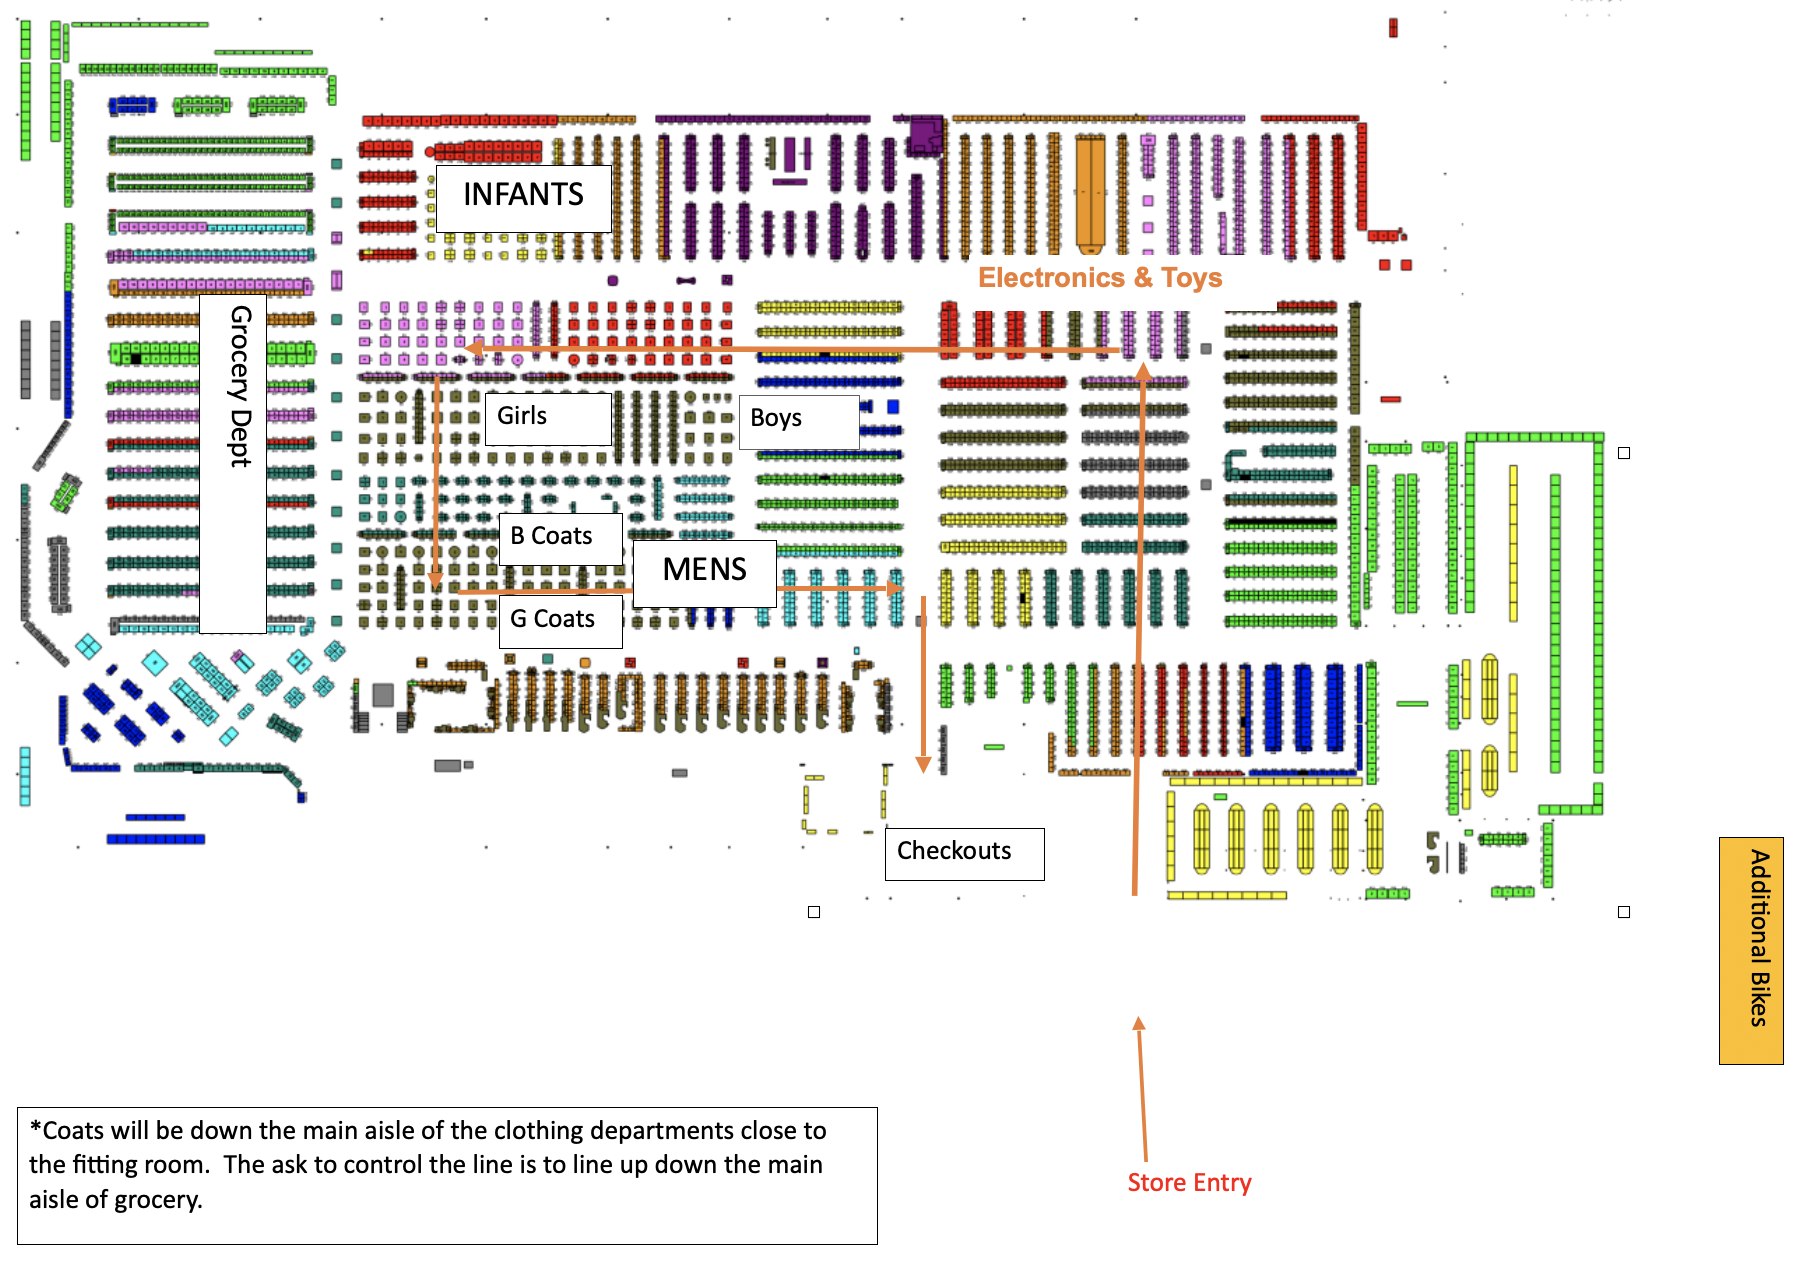 INFANTS
Electronics & Toys
Grocery Dept
Girls
Boys
B Coats
MENS
G Coats
Checkouts
Additional Bikes
*Coats will be down the main aisle of the clothing departments close to
the fitting room.  The ask to control the line is to line up down the main
aisle of grocery.
Store Entry